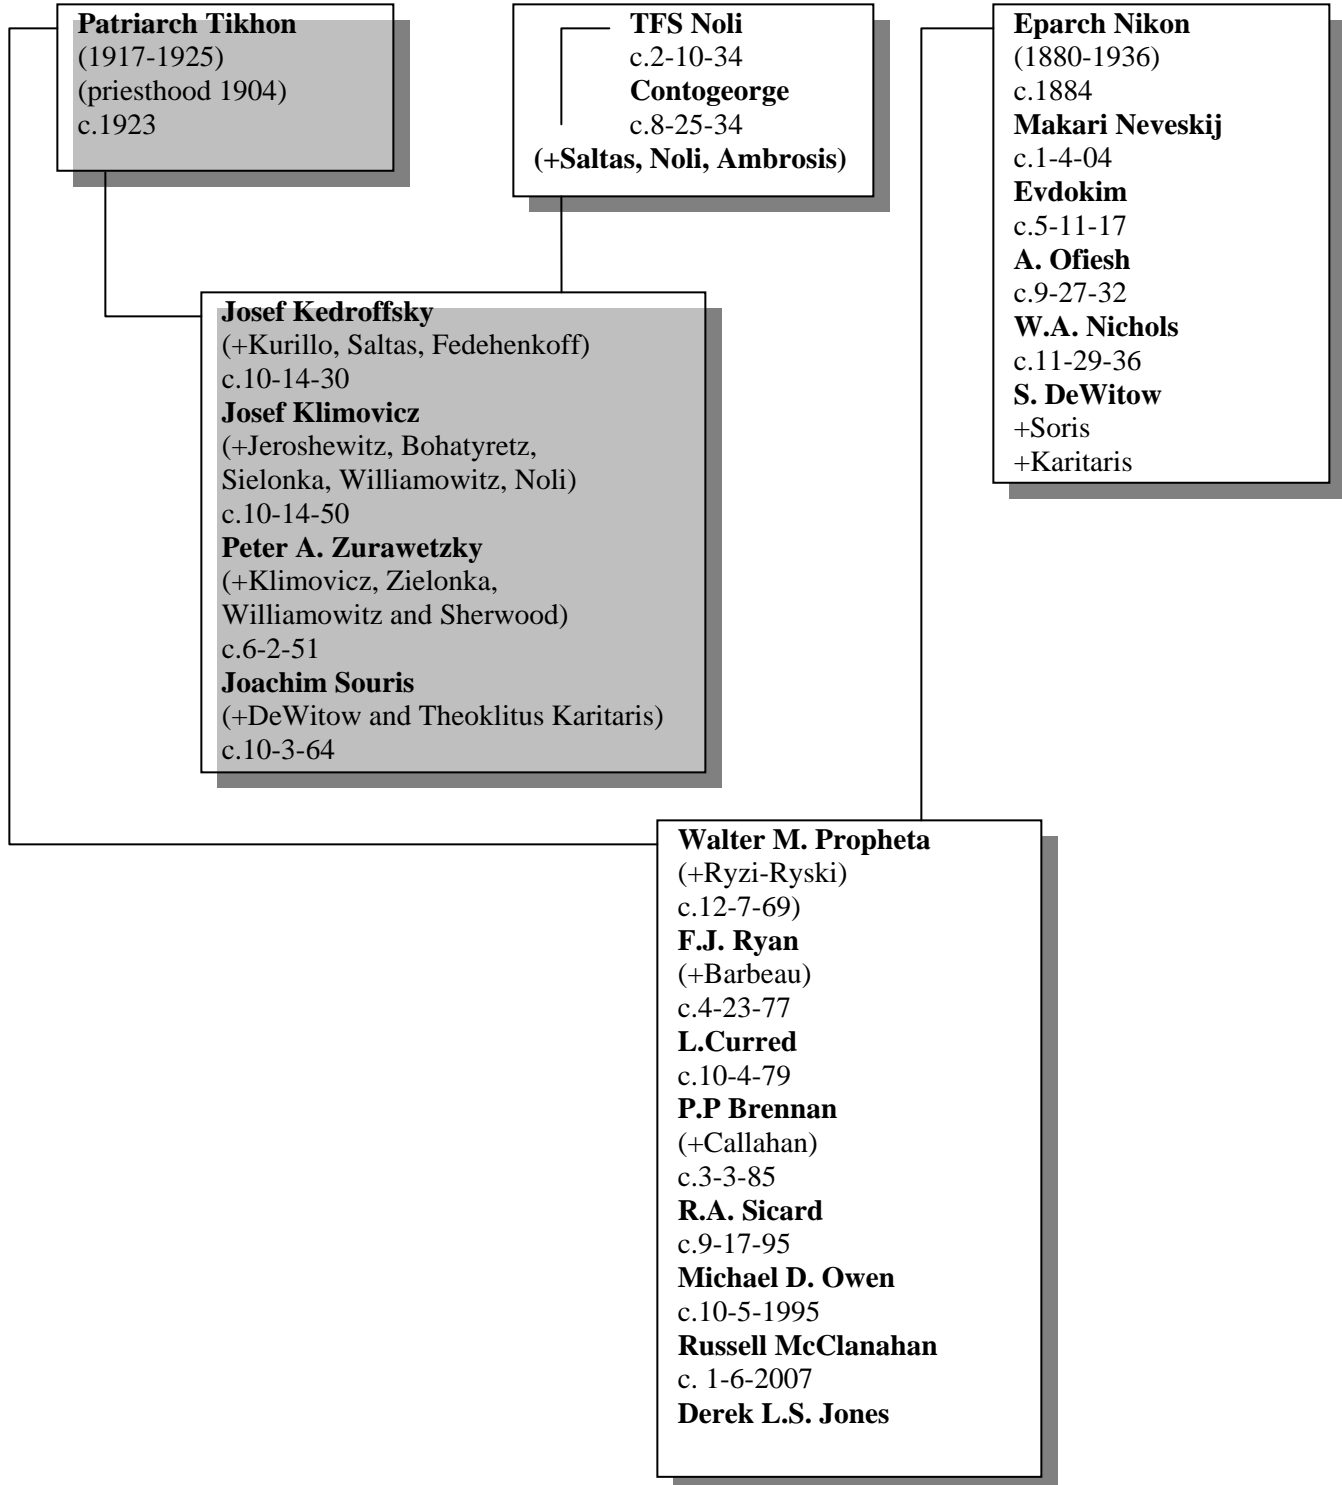 Patriarch Tikhon
(1917-1925)
(priesthood 1904)
c.1923
TFS Noli
c.2-10-34
Contogeorge
c.8-25-34
(+Saltas, Noli, Ambrosis)
Eparch Nikon
(1880-1936)
c.1884
Makari Neveskij
c.1-4-04
Evdokim
c.5-11-17
A. Ofiesh
c.9-27-32
W.A. Nichols
c.11-29-36
S. DeWitow
+Soris
+Karitaris
Josef Kedroffsky
(+Kurillo, Saltas, Fedehenkoff)
c.10-14-30
Josef Klimovicz
(+Jeroshewitz, Bohatyretz,
Sielonka, Williamowitz, Noli)
c.10-14-50
Peter A. Zurawetzky
(+Klimovicz, Zielonka,
Williamowitz and Sherwood)
c.6-2-51
Joachim Souris
(+DeWitow and Theoklitus Karitaris)
c.10-3-64
Walter M. Propheta
(+Ryzi-Ryski)
c.12-7-69)
F.J. Ryan
(+Barbeau)
c.4-23-77
L.Curred
c.10-4-79
P.P Brennan
(+Callahan)
c.3-3-85
R.A. Sicard
c.9-17-95
Michael D. Owen
c.10-5-1995
Russell McClanahan
c. 1-6-2007
Derek L.S. Jones